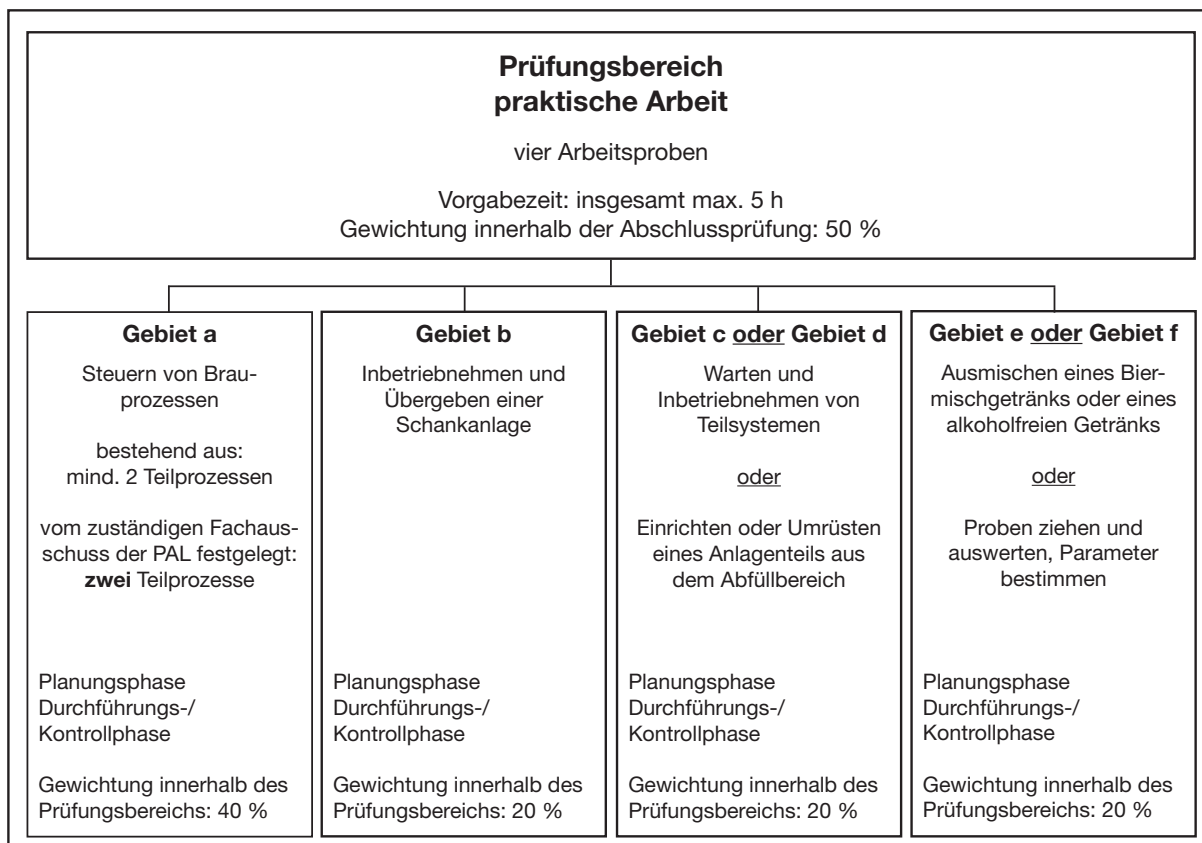 Prüfungsbereich
praktische Arbeit
vier Arbeitsproben
Vorgabezeit: insgesamt max. 5 h
Gewichtung innerhalb der Abschlussprüfung: 50 %
Gebiet a
Steuern von Brau-
prozessen
bestehend aus:
mind. 2 Teilprozessen
vom zuständigen Fachaus-
schuss der PAL festgelegt:
zwei Teilprozesse
Planungsphase
Durchführungs-/
Kontrollphase
Gewichtung innerhalb des
Prüfungsbereichs: 40 %
Gebiet b
Inbetriebnehmen und
Übergeben einer
Schankanlage
Planungsphase
Durchführungs-/
Kontrollphase
Gewichtung innerhalb des
Prüfungsbereichs: 20 %
Gebiet c oder Gebiet d
Warten und
Inbetriebnehmen von
Teilsystemen
oder
Einrichten oder Umrüsten
eines Anlagenteils aus
dem Abfüllbereich
Planungsphase
Durchführungs-/
Kontrollphase
Gewichtung innerhalb des
Prüfungsbereichs: 20 %
Gebiet e oder Gebiet f
Ausmischen eines Bier-
mischgetränks oder eines
alkoholfreien Getränks
oder
Proben ziehen und
auswerten, Parameter
bestimmen
Planungsphase
Durchführungs-/
Kontrollphase
Gewichtung innerhalb des
Prüfungsbereichs: 20 %